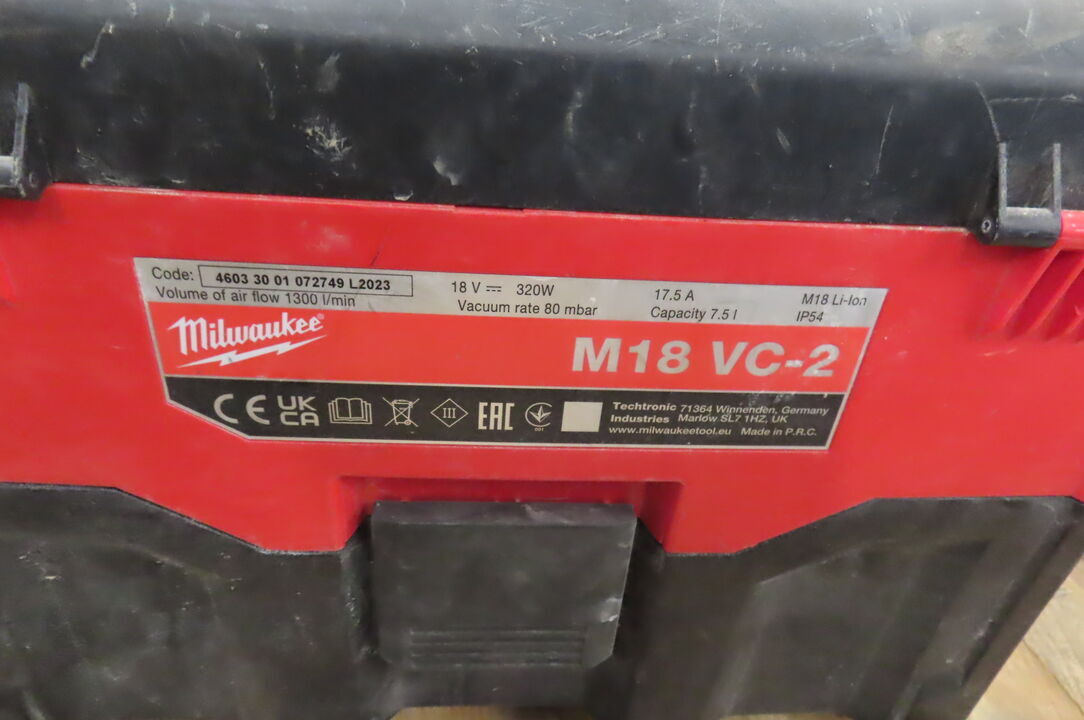 Code: 4603 30 01 072749 L2023
Volume of air flow 1300 l/min
18 V 320W
Vacuum rate 80 mbar
17.5 A
Capacity 7.5 l
M18 Li-Ion
IP54
Milwaukee®
M18 VC-2
CE UK CA III EAC 001
Techtronic 71364 Winnenden, Germany
Industries Marlow SL7 1HZ, UK
www.milwaukeetool.eu Made in P.R.C.